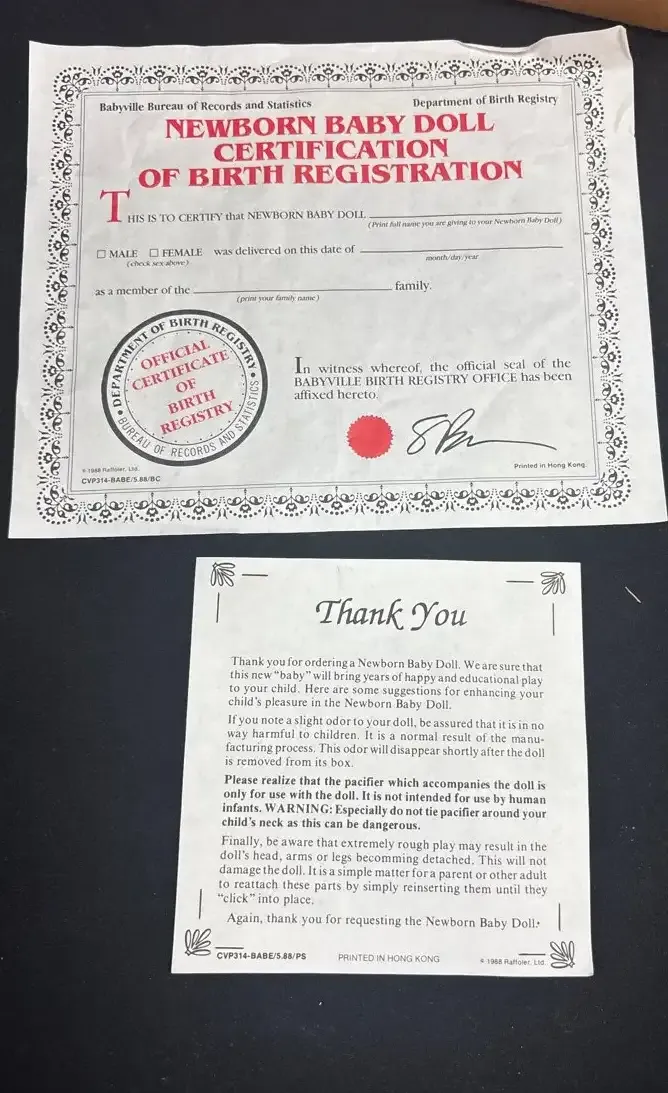 Babyville Bureau of Records and Statistics
Department of Birth Registry
NEWBORN BABY DOLL
CERTIFICATION
OF BIRTH REGISTRATION
THIS IS TO CERTIFY that NEWBORN BABY DOLL
(Print full name you are giving to your Newborn Baby Doll)
☐ MALE ☐ FEMALE was delivered on this date of
(check sex above)
month/day/year
as a member of the family.
(print your family name)
DEPARTMENT OF BIRTH REGISTRY
OFFICIAL
CERTIFICATE
OF
BIRTH
REGISTRY
BUREAU OF RECORDS AND STATISTICS
In witness whereof, the official seal of the
BABYVILLE BIRTH REGISTRY OFFICE has been
affixed hereto.
© 1988 Raffoler, Ltd.
CVP314-BABE/5.88/BC
Printed in Hong Kong
Thank You
Thank you for ordering a Newborn Baby Doll. We are sure that
this new "baby" will bring years of happy and educational play
to your child. Here are some suggestions for enhancing your
child's pleasure in the Newborn Baby Doll.
If you note a slight odor to your doll, be assured that it is in no
way harmful to children. It is a normal result of the manu-
facturing process. This odor will disappear shortly after the doll
is removed from its box.
Please realize that the pacifier which accompanies the doll is
only for use with the doll. It is not intended for use by human
infants. WARNING: Especially do not tie pacifier around your
child's neck as this can be dangerous.
Finally, be aware that extremely rough play may result in the
doll's head, arms or legs becomming detached. This will not
damage the doll. It is a simple matter for a parent or other adult
to reattach these parts by simply reinserting them until they
"click" into place.
Again, thank you for requesting the Newborn Baby Doll.
CVP314-BABE/5.88/PS
PRINTED IN HONG KONG
© 1988 Raffoler, Ltd.